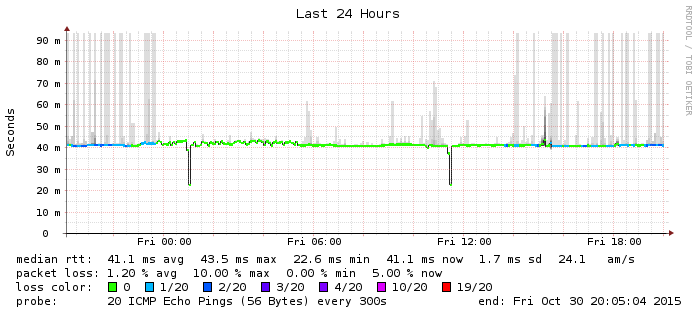 Last 24 Hours
RRDTOOL / TOBI OETIKER
Seconds
90 m
80 m
70 m
60 m
50 m
40 m
30 m
20 m
10 m
0
Fri 00:00 Fri 06:00 Fri 12:00 Fri 18:00
median rtt: 41.1 ms avg 43.5 ms max 22.6 ms min 41.1 ms now 1.7 ms sd 24.1 am/s
packet loss: 1.20 % avg 10.00 % max 0.00 % min 5.00 % now
loss color: 0 1/20 2/20 3/20 4/20 10/20 19/20
probe: 20 ICMP Echo Pings (56 Bytes) every 300s end: Fri Oct 30 20:05:04 2015